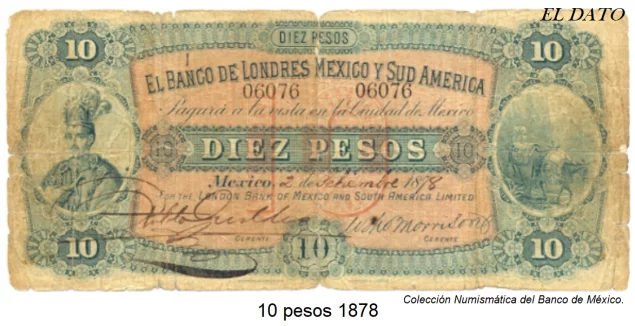 EL DATO
10 DIEZ PESOS 10
EL BANCO DE LONDRES MEXICO Y SUD AMERICA
06076 06076
Pagará a la vista en la Ciudad de Mexico
10 DIEZ PESOS 10
Mexico, 2 de 1878
FOR THE LONDON BANK OF MEXICO AND SOUTH AMERICA LIMITED
GERENTE GERENTE
10 10 10
10 pesos 1878
Colección Numismática del Banco de México.